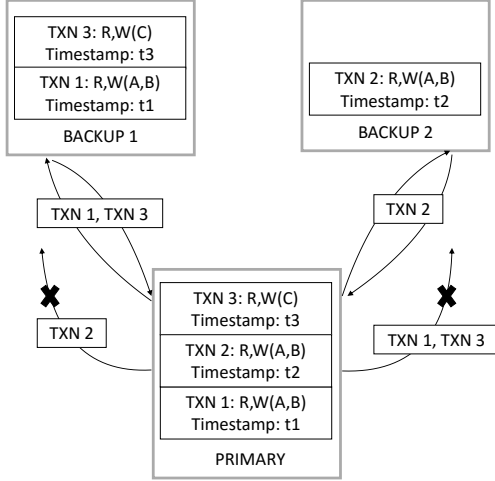 TXN 3: R,W(C)
Timestamp: t3
TXN 1: R,W(A,B)
Timestamp: t1
BACKUP 1
TXN 2: R,W(A,B)
Timestamp: t2
BACKUP 2
TXN 1, TXN 3
TXN 2
TXN 2
TXN 1, TXN 3
TXN 3: R,W(C)
Timestamp: t3
TXN 2: R,W(A,B)
Timestamp: t2
TXN 1: R,W(A,B)
Timestamp: t1
PRIMARY